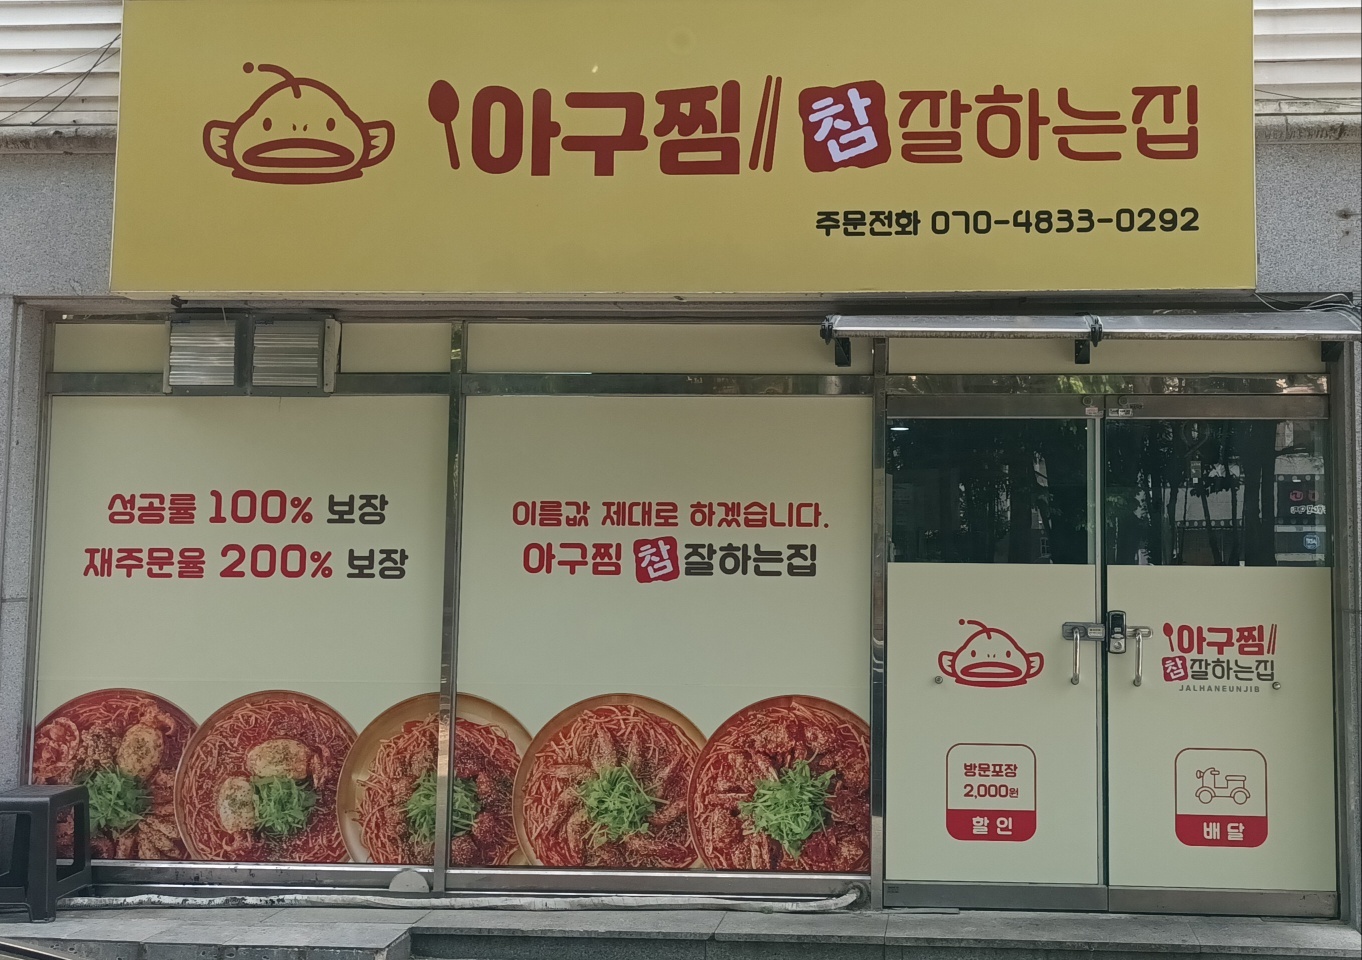 아구찜 참 잘하는집
주문전화 070-4833-0292
성공률 100% 보장
재주문율 200% 보장
이름값 제대로 하겠습니다.
아구찜 참 잘하는집
아구찜
참 잘하는집
JALHANEUNJIB
방문포장
2,000원
할인
배달